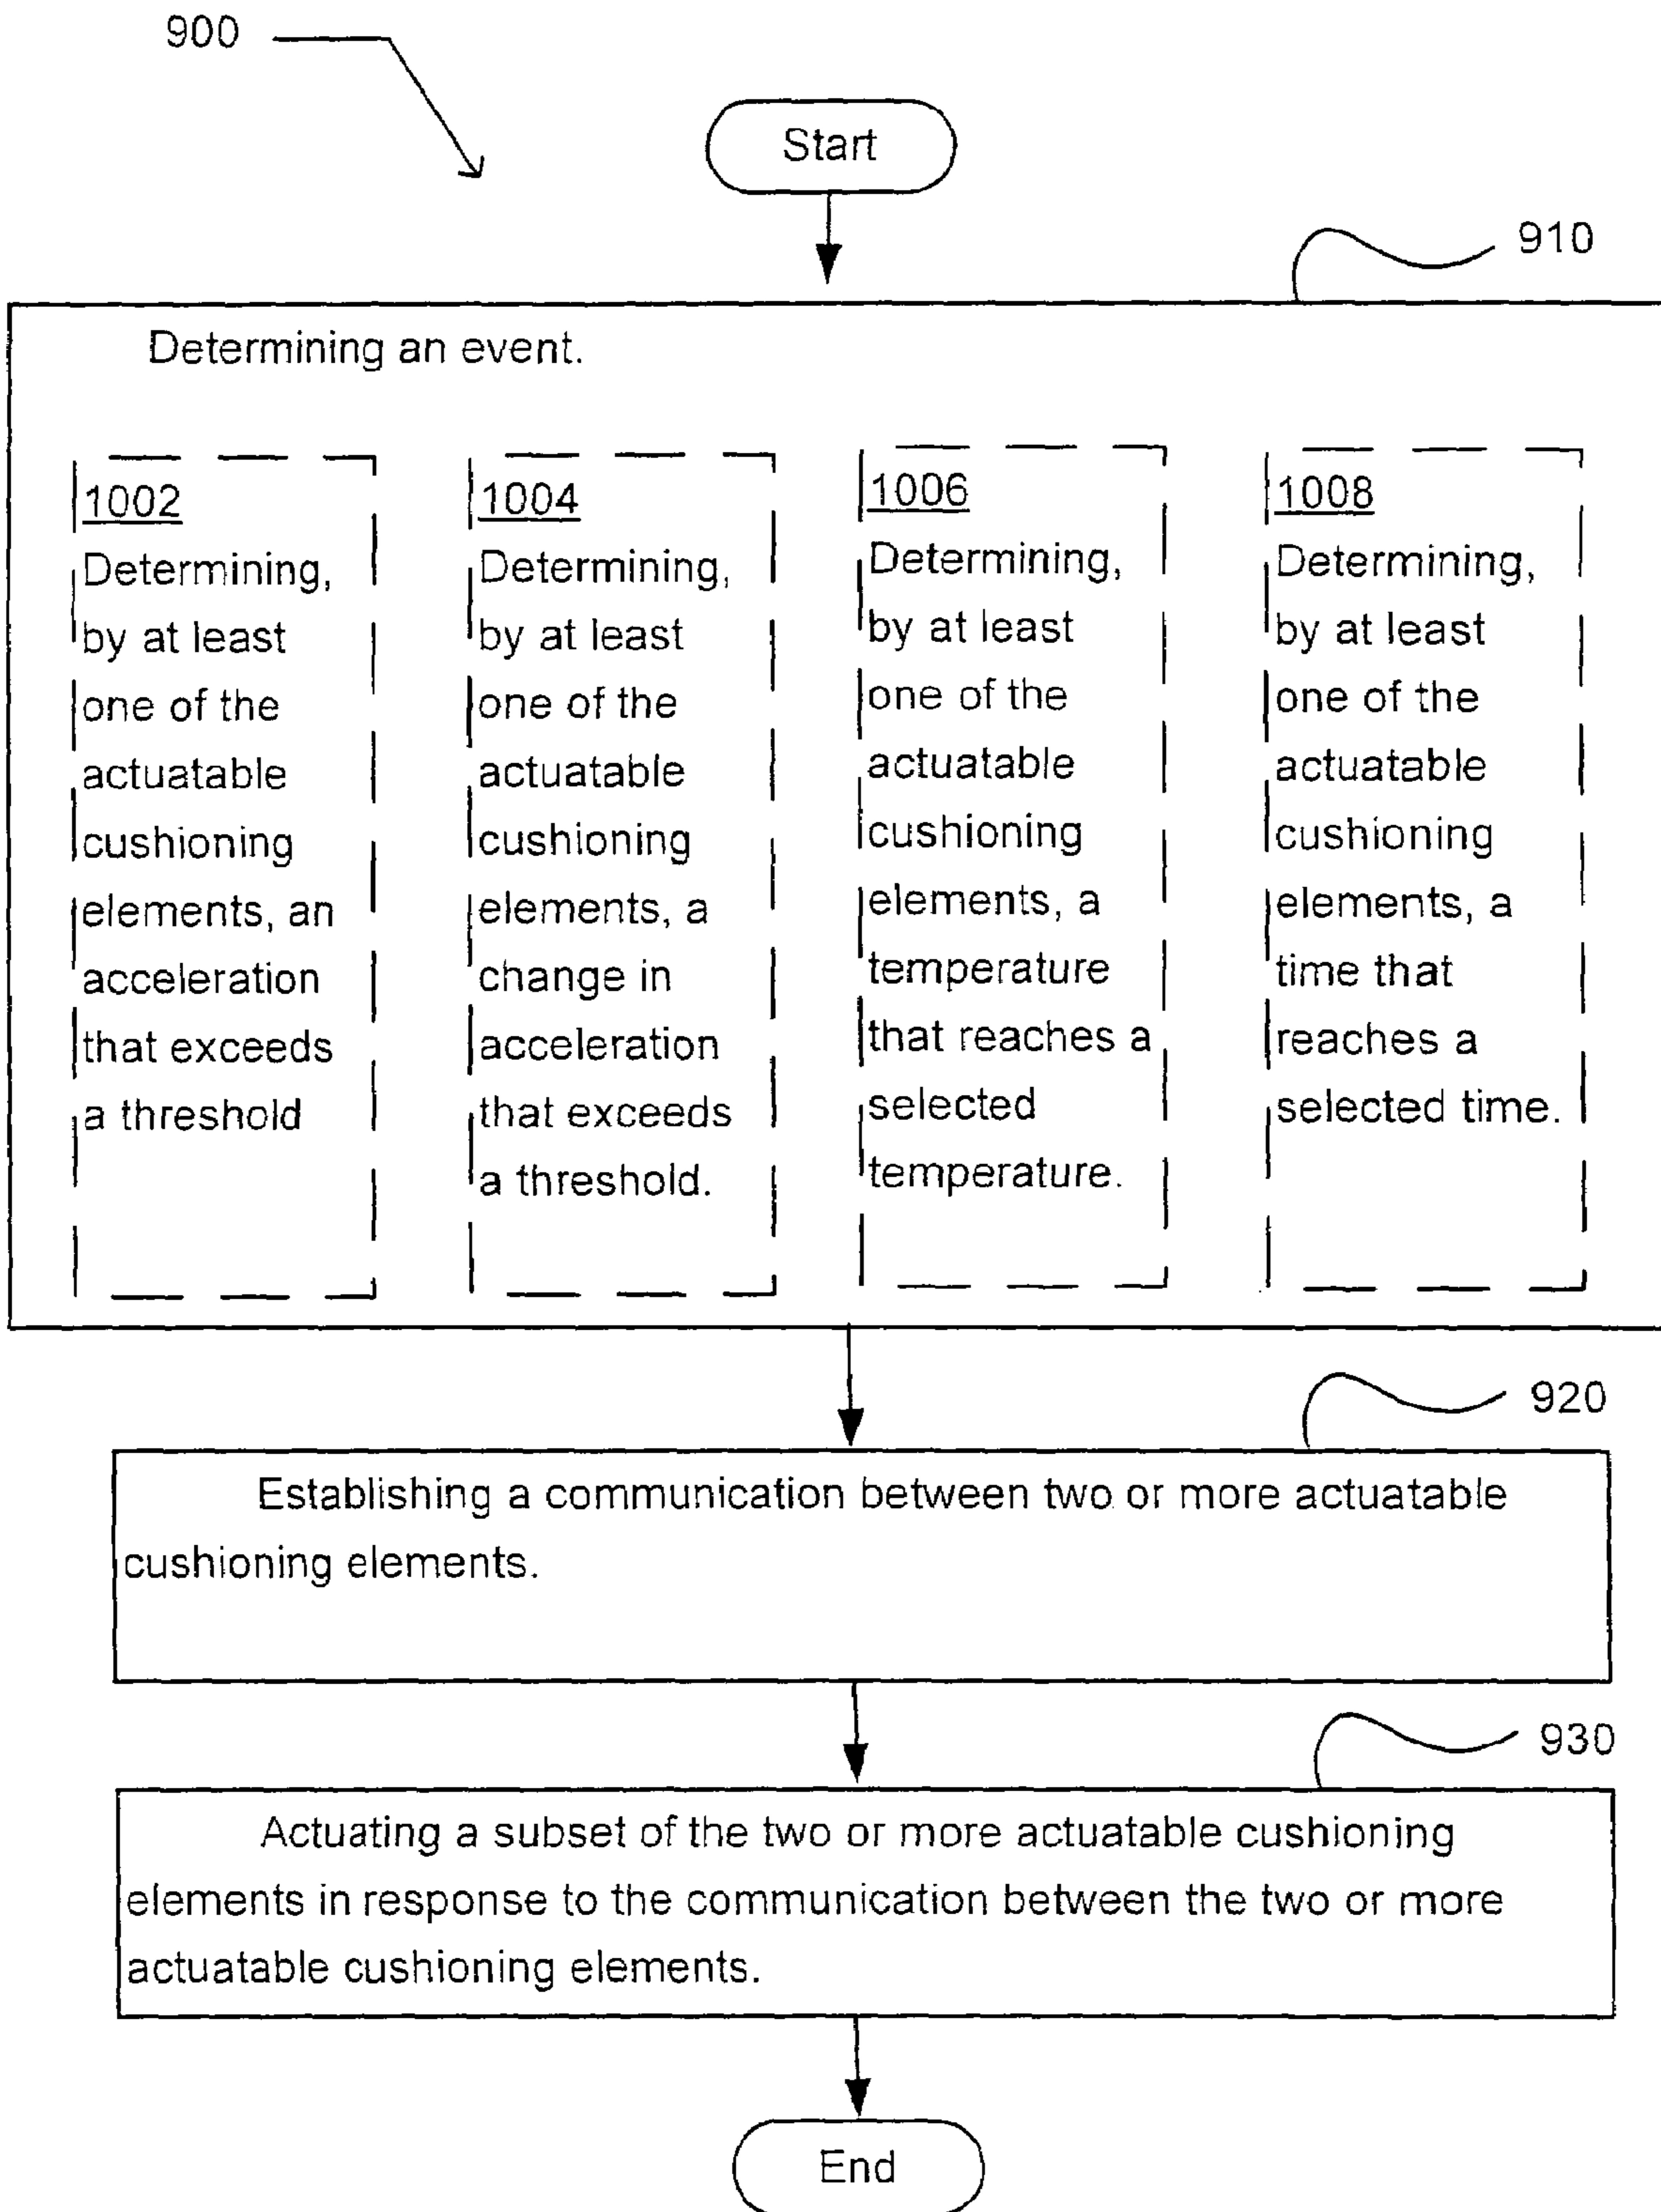 900
Start
910
Determining an event.
1002
Determining,
by at least
one of the
actuatable
cushioning
elements, an
acceleration
that exceeds
a threshold
1004
Determining,
by at least
one of the
actuatable
cushioning
elements, a
change in
acceleration
that exceeds
a threshold.
1006
Determining,
by at least
one of the
actuatable
cushioning
elements, a
temperature
that reaches a
selected
temperature.
1008
Determining,
by at least
one of the
actuatable
cushioning
elements, a
time that
reaches a
selected time.
920
Establishing a communication between two or more actuatable
cushioning elements.
930
Actuating a subset of the two or more actuatable cushioning
elements in response to the communication between the two or more
actuatable cushioning elements.
End